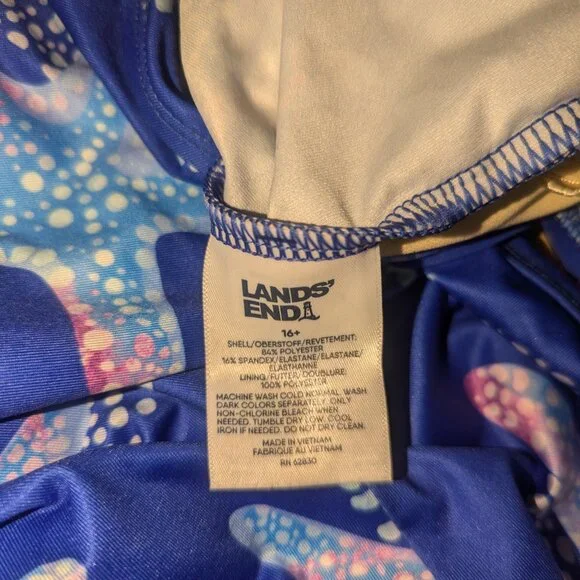 LANDS'
END
16+
SHELL/OBERSTOFF/REVETEMENT:
84% POLYESTER
16% SPANDEX/ELASTANE/ELASTANE/
ELASTHANNE
LINING/FUTTER/DOUBLURE:
100% POLYESTER
MACHINE WASH COLD NORMAL. WASH
DARK COLORS SEPARATELY. ONLY
NON-CHLORINE BLEACH WHEN
NEEDED. TUMBLE DRY LOW. COOL
IRON IF NEEDED. DO NOT DRY CLEAN.
MADE IN VIETNAM
FABRIQUE AU VIETNAM
RN 62830